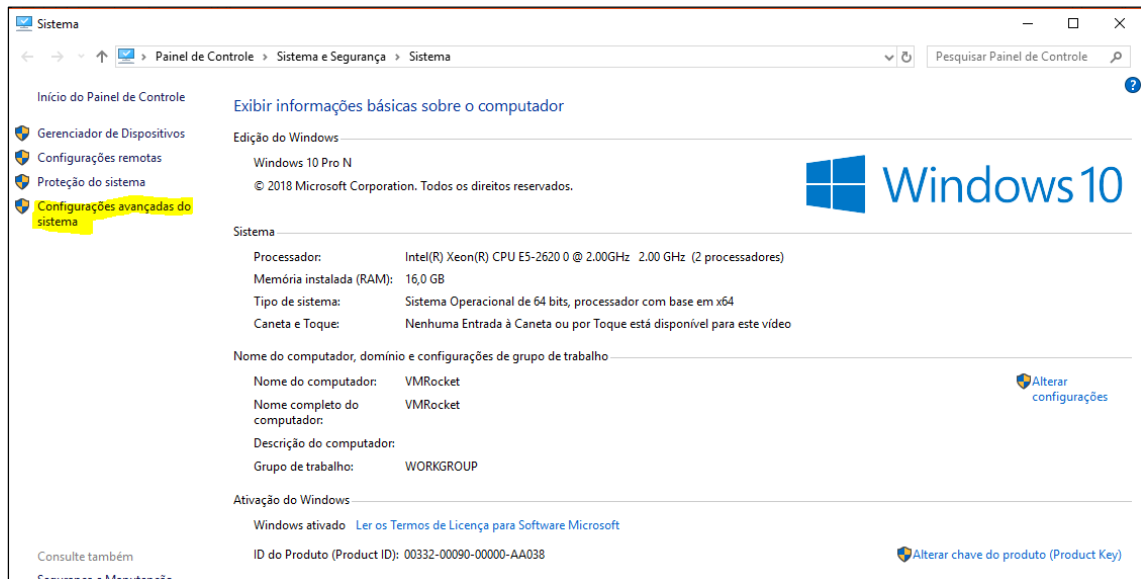 Sistema
Painel de Controle › Sistema e Segurança › Sistema
Pesquisar Painel de Controle
Início do Painel de Controle
Gerenciador de Dispositivos
Configurações remotas
Proteção do sistema
Configurações avançadas do
sistema
Exibir informações básicas sobre o computador
Edição do Windows
Windows 10 Pro N
© 2018 Microsoft Corporation. Todos os direitos reservados.
Windows 10
Sistema
Processador: Intel(R) Xeon(R) CPU E5-2620 0 @ 2.00GHz 2.00 GHz (2 processadores)
Memória instalada (RAM): 16,0 GB
Tipo de sistema: Sistema Operacional de 64 bits, processador com base em x64
Caneta e Toque: Nenhuma Entrada à Caneta ou por Toque está disponível para este vídeo
Nome do computador, domínio e configurações de grupo de trabalho
Nome do computador: VMRocket
Alterar
configurações
Nome completo do VMRocket
computador:
Descrição do computador:
Grupo de trabalho: WORKGROUP
Ativação do Windows
Windows ativado Ler os Termos de Licença para Software Microsoft
ID do Produto (Product ID): 00332-00090-00000-AA038
Alterar chave do produto (Product Key)
Consulte também
Segurança e Manutenção